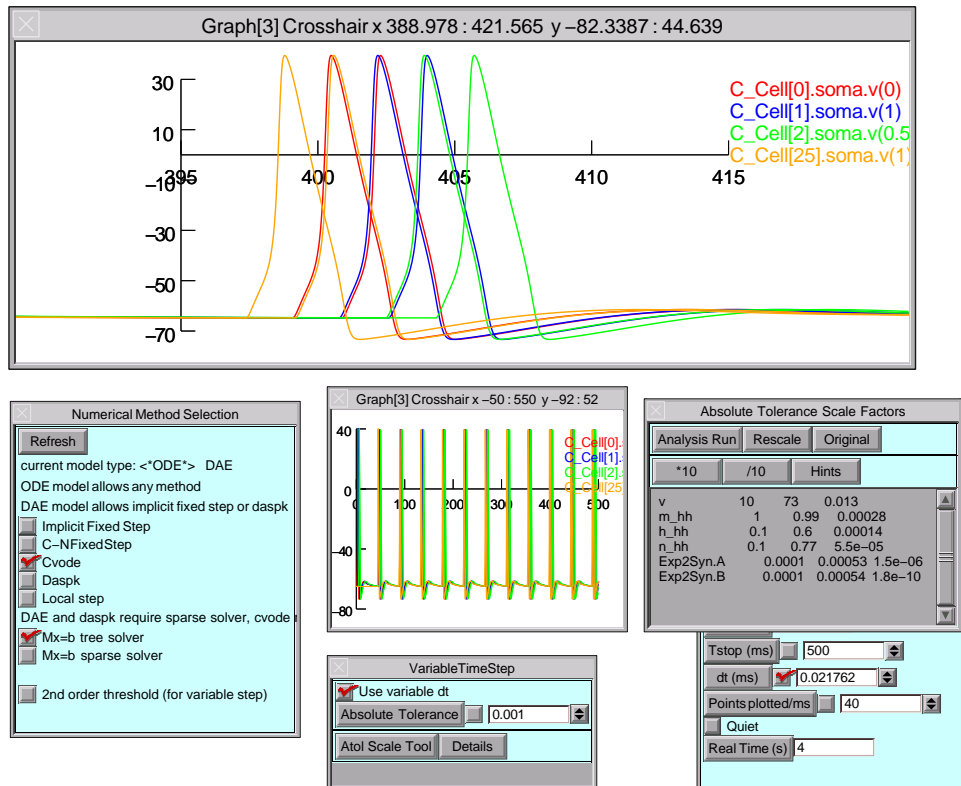 Graph[3] Crosshair x 388.978 : 421.565 y −82.3387 : 44.639
30
10
−10
−30
−50
−70
395
400
405
410
415
C_Cell[0].soma.v(0)
C_Cell[1].soma.v(1)
C_Cell[2].soma.v(0.5
C_Cell[25].soma.v(1)
Numerical Method Selection
Refresh
current model type: <*ODE*> DAE
ODE model allows any method
DAE model allows implicit fixed step or daspk
Implicit Fixed Step
C−NFixedStep
Cvode
Daspk
Local step
DAE and daspk require sparse solver, cvode
Mx=b tree solver
Mx=b sparse solver
2nd order threshold (for variable step)
Graph[3] Crosshair x −50 : 550 y −92 : 52
40
0
−40
−80
0 100 200 300 400 500
C_Cell[0].
C_Cell[1].
C_Cell[2].
C_Cell[25
VariableTimeStep
Use variable dt
Absolute Tolerance 0.001
Atol Scale Tool Details
Absolute Tolerance Scale Factors
Analysis Run Rescale Original
*10 /10 Hints
v 10 73 0.013
m_hh 1 0.99 0.00028
h_hh 0.1 0.6 0.00014
n_hh 0.1 0.77 5.5e−05
Exp2Syn.A 0.0001 0.00053 1.5e−06
Exp2Syn.B 0.0001 0.00054 1.8e−10
Tstop (ms) 500
dt (ms) 0.021762
Points plotted/ms 40
Quiet
Real Time (s) 4